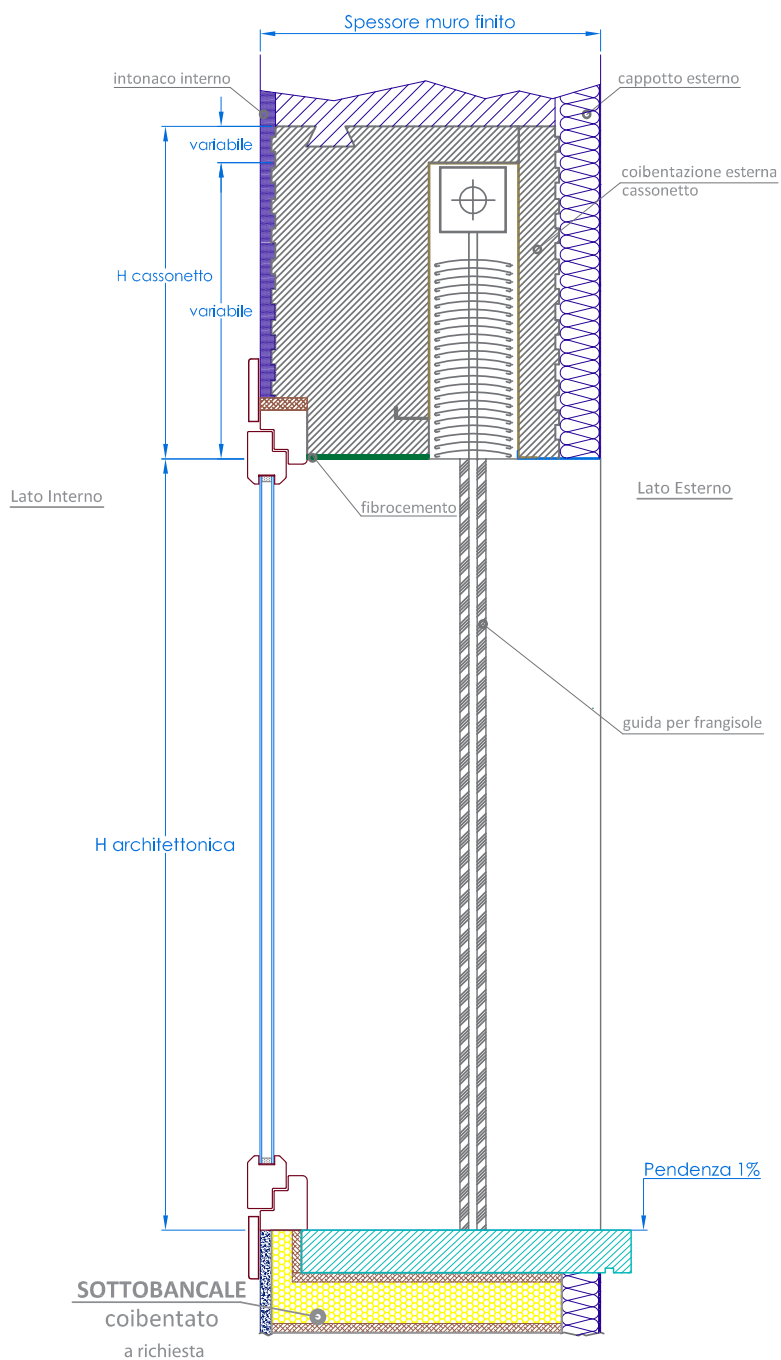 Spessore muro finito
intonaco interno
cappotto esterno
variabile
coibentazione esterna
cassonetto
H cassonetto
variabile
Lato Interno
Lato Esterno
fibrocemento
guida per frangisole
H architettonica
Pendenza 1%
SOTTOBANCALE
coibentato
a richiesta